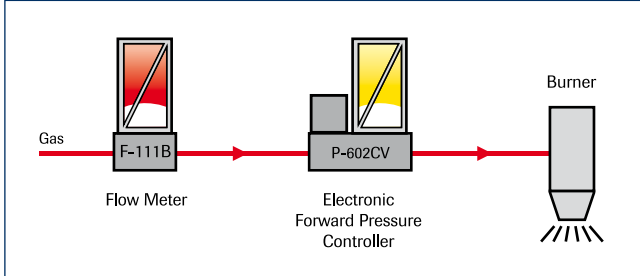 Gas
F-111B
Flow Meter
P-602CV
Electronic
Forward Pressure
Controller
Burner